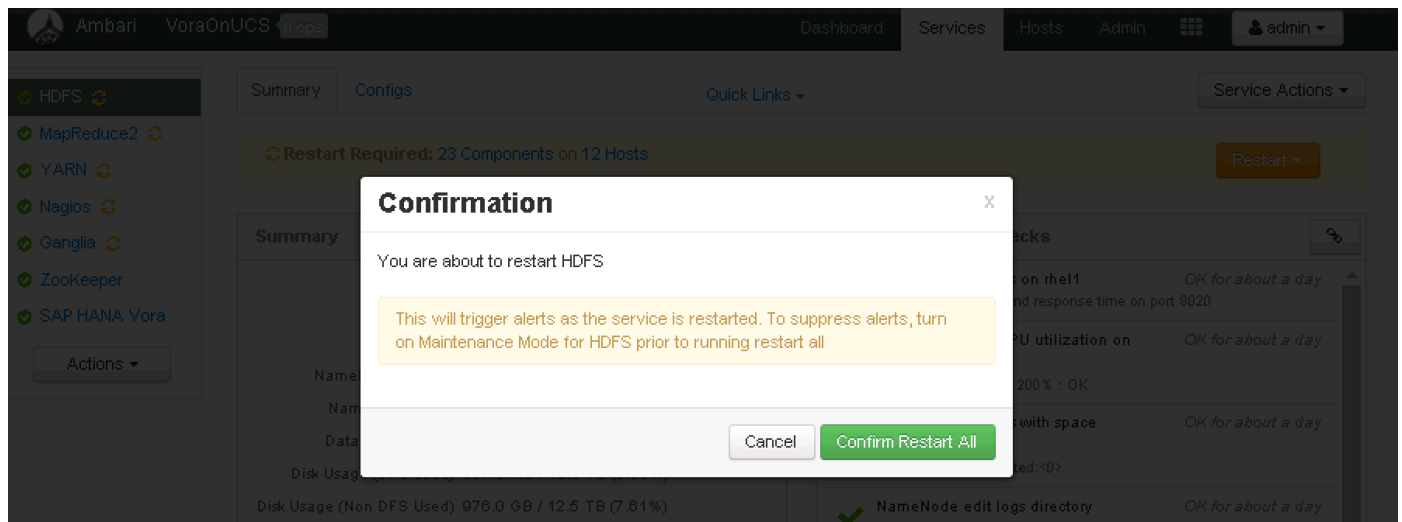 Ambari VoraOnUCS 0 ops Dashboard Services Hosts Admin admin
HDFS
MapReduce2
YARN
Nagios
Ganglia
ZooKeeper
SAP HANA Vora
Actions
Summary Configs Quick Links Service Actions
Restart Required: 23 Components on 12 Hosts Restart
Summary
Confirmation x
You are about to restart HDFS
This will trigger alerts as the service is restarted. To suppress alerts, turn
on Maintenance Mode for HDFS prior to running restart all
Cancel Confirm Restart All
Disk Usage (Non DFS Used) 976.0 GB / 12.5 TB (7.61%)
on rhel1 OK for about a day
response time on port 8020
utilization on OK for about a day
200% : OK
with space OK for about a day
NameNode edit logs directory OK for about a day